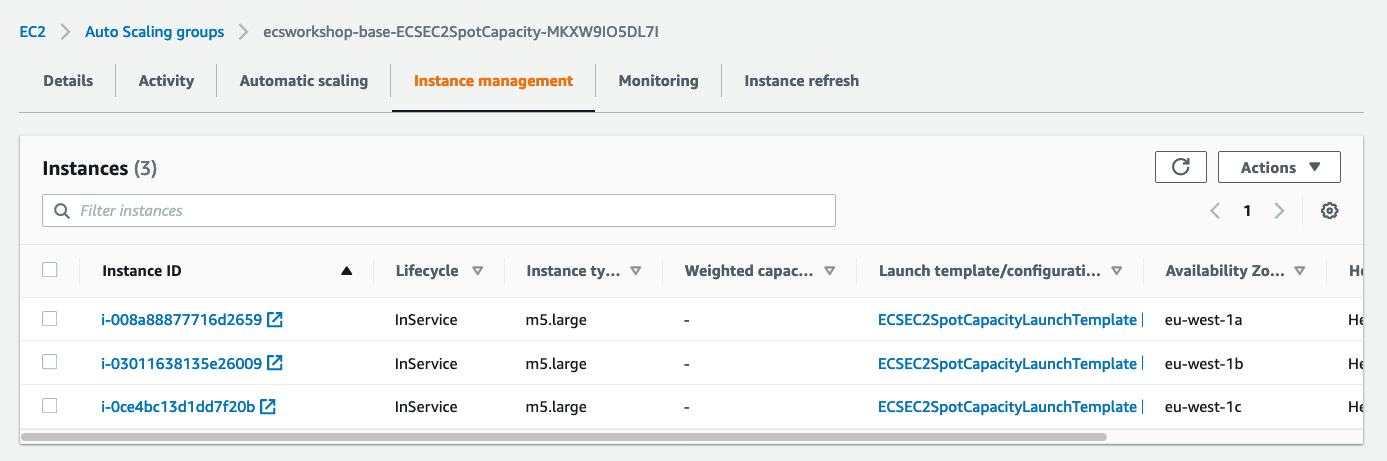 EC2 Auto Scaling groups ecsworkshop-base-ECSEC2SpotCapacity-MKXW9IO5DL7I
Details Activity Automatic scaling Instance management Monitoring Instance refresh
Instances (3) Actions
Filter instances 1
Instance ID Lifecycle Instance ty... Weighted capac... Launch template/configurati... Availability Zo... He
i-008a88877716d2659 InService m5.large - ECSEC2SpotCapacityLaunchTemplate | eu-west-1a He
i-03011638135e26009 InService m5.large - ECSEC2SpotCapacityLaunchTemplate | eu-west-1b He
i-0ce4bc13d1dd7f20b InService m5.large - ECSEC2SpotCapacityLaunchTemplate | eu-west-1c He